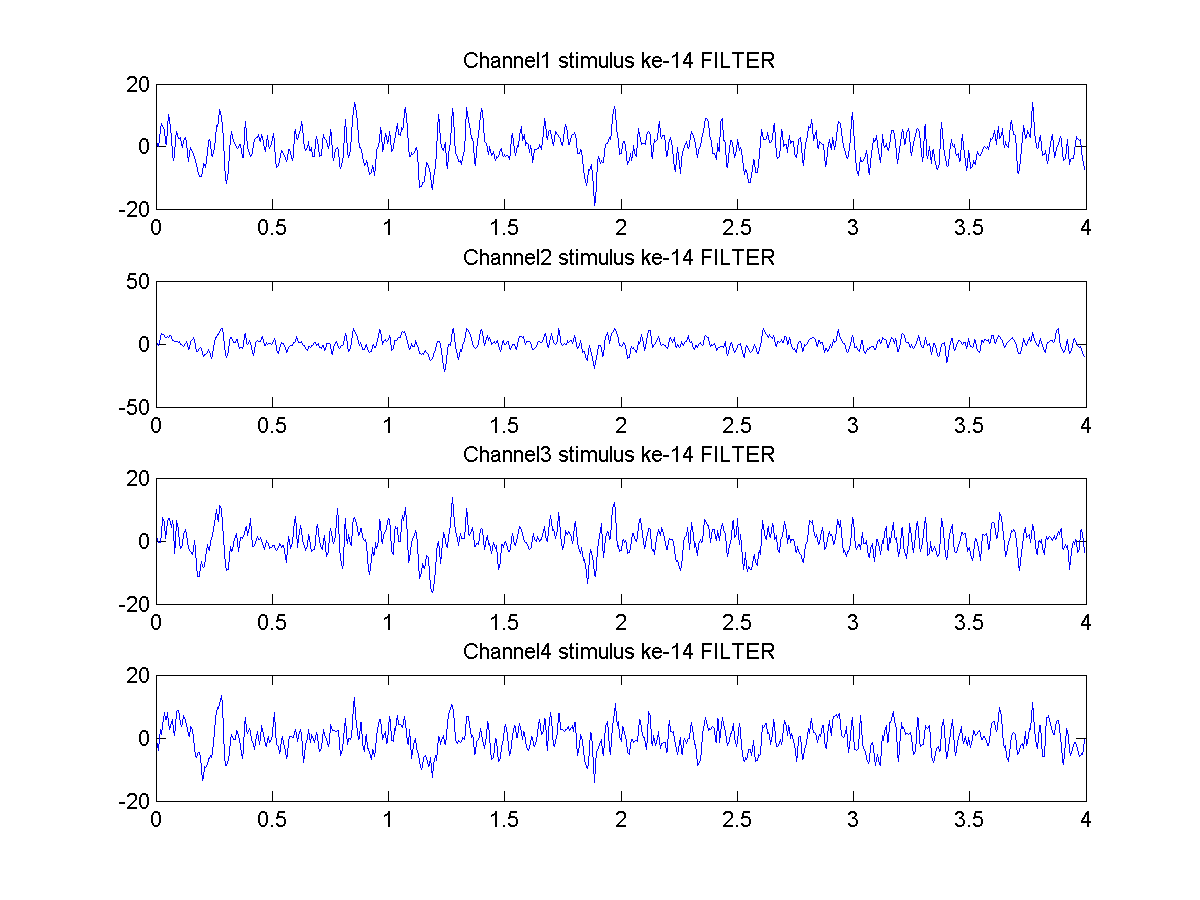 Channel1 stimulus ke-14 FILTER
20
0
-20
0 0.5 1 1.5 2 2.5 3 3.5 4
Channel2 stimulus ke-14 FILTER
50
0
-50
0 0.5 1 1.5 2 2.5 3 3.5 4
Channel3 stimulus ke-14 FILTER
20
0
-20
0 0.5 1 1.5 2 2.5 3 3.5 4
Channel4 stimulus ke-14 FILTER
20
0
-20
0 0.5 1 1.5 2 2.5 3 3.5 4